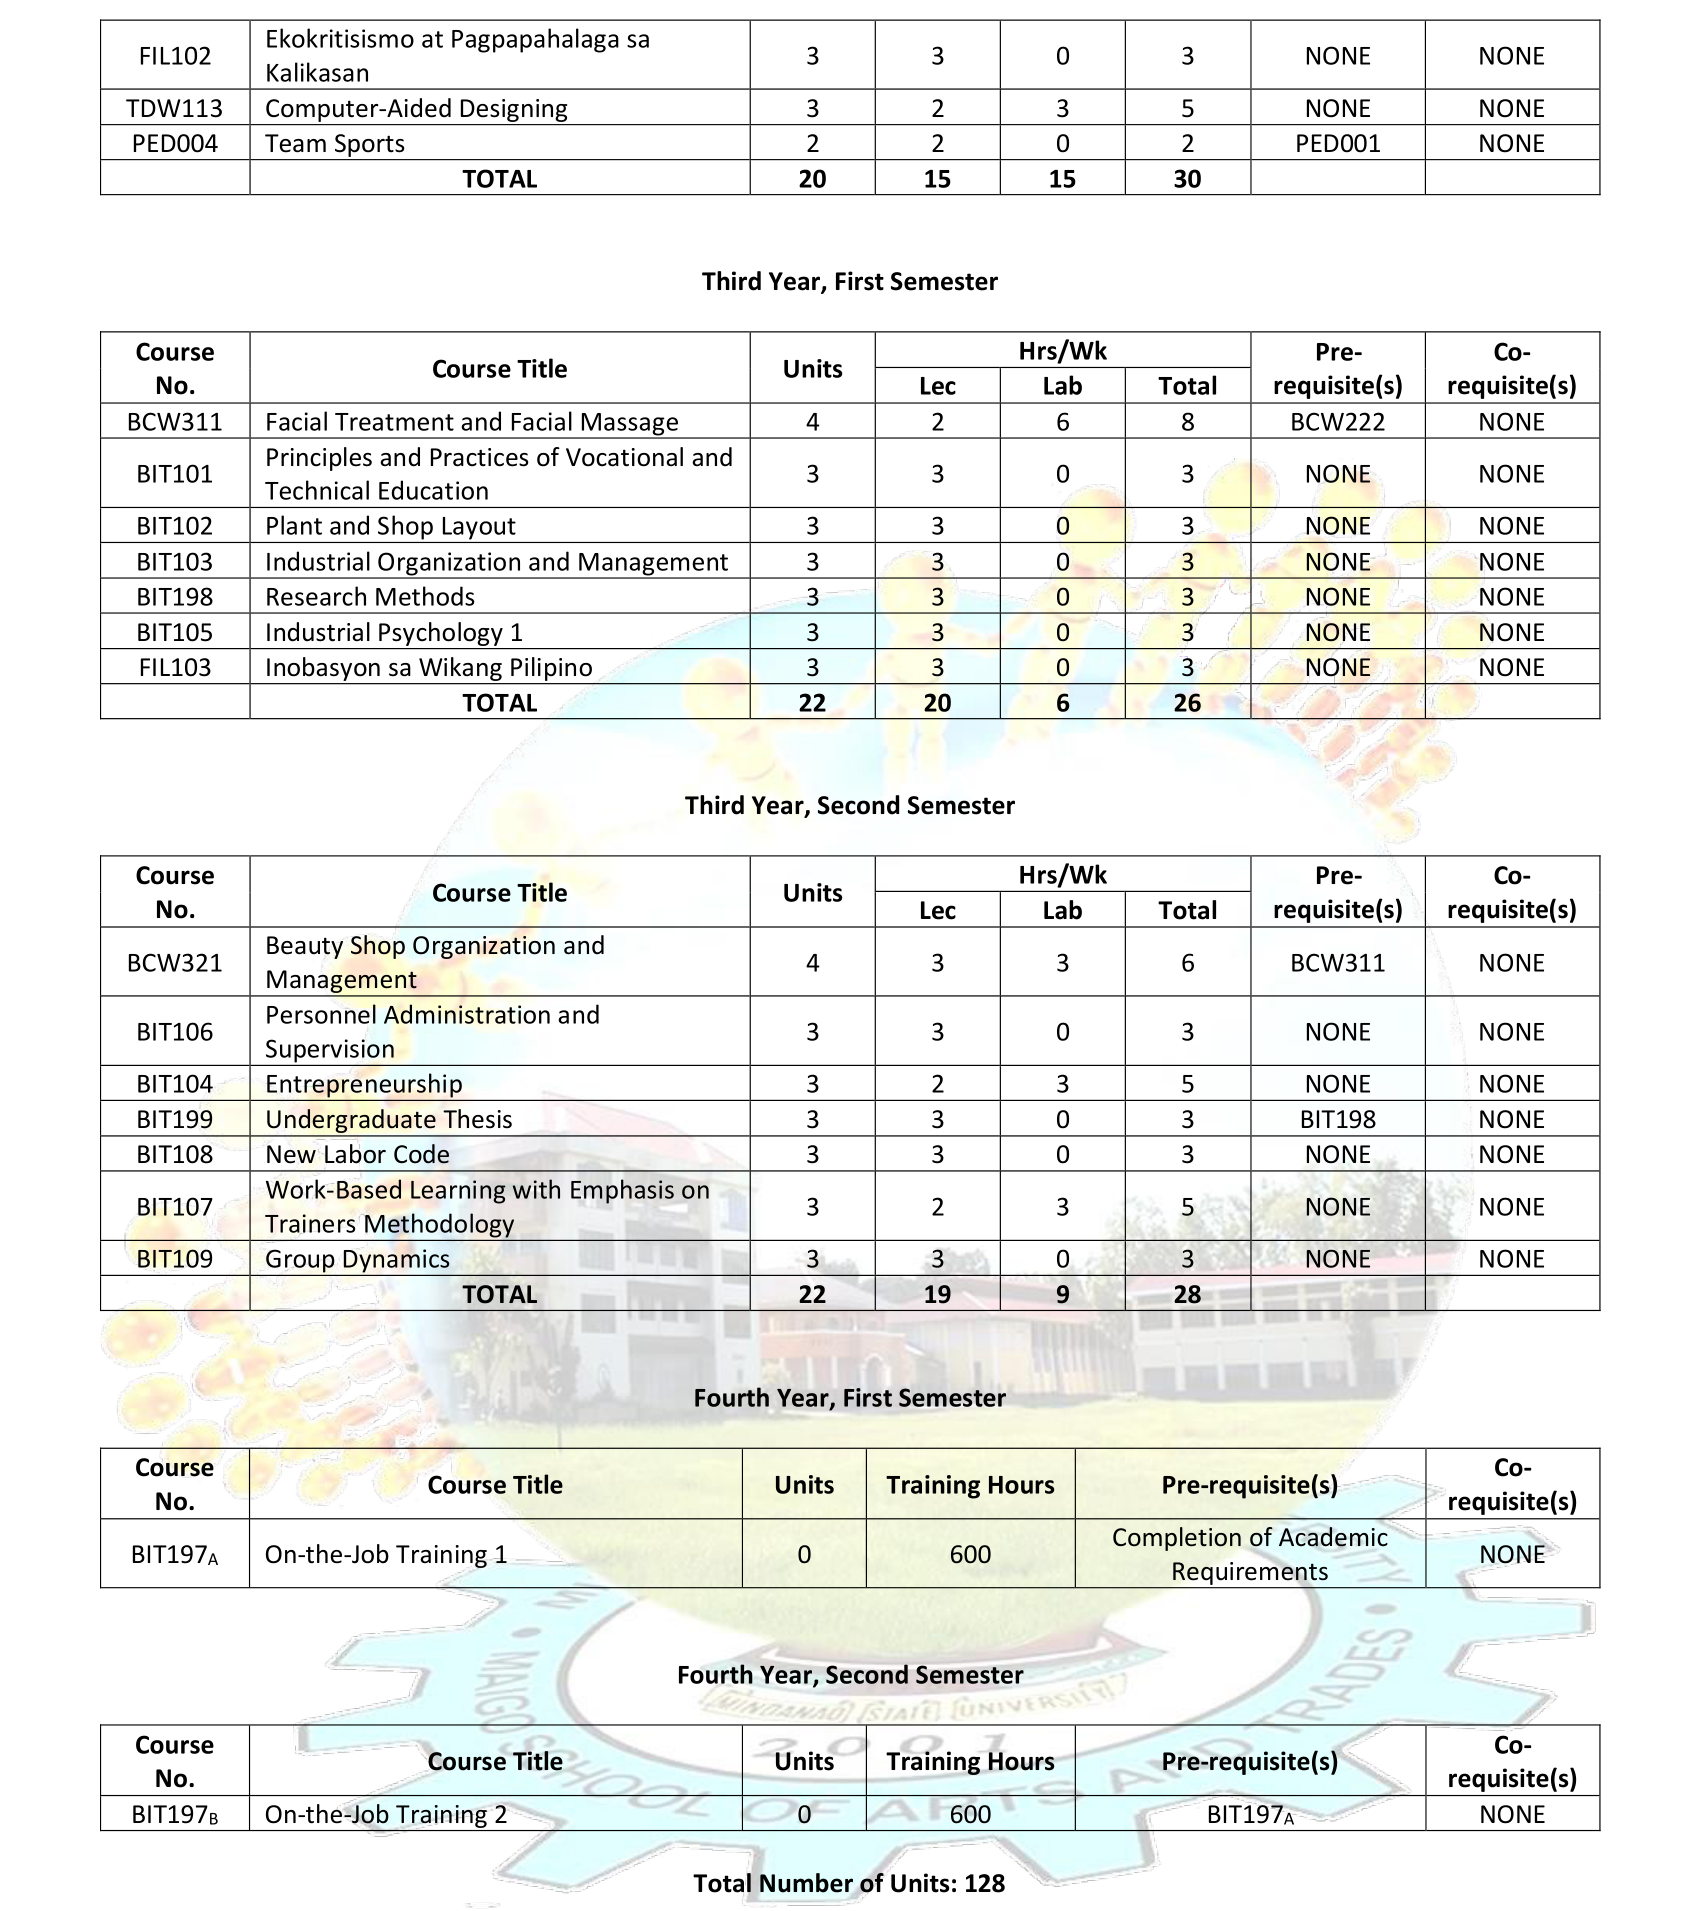 FIL102 Ekokritisismo at Pagpapahalaga sa Kalikasan 3 3 0 3 NONE NONE
TDW113 Computer-Aided Designing 3 2 3 5 NONE NONE
PED004 Team Sports 2 2 0 2 PED001 NONE
TOTAL 20 15 15 30
Third Year, First Semester
Course No. Course Title Units Hrs/Wk Pre-requisite(s) Co-requisite(s)
Lec Lab Total
BCW311 Facial Treatment and Facial Massage 4 2 6 8 BCW222 NONE
BIT101 Principles and Practices of Vocational and Technical Education 3 3 0 3 NONE NONE
BIT102 Plant and Shop Layout 3 3 0 3 NONE NONE
BIT103 Industrial Organization and Management 3 3 0 3 NONE NONE
BIT198 Research Methods 3 3 0 3 NONE NONE
BIT105 Industrial Psychology 1 3 3 0 3 NONE NONE
FIL103 Inobasyon sa Wikang Pilipino 3 3 0 3 NONE NONE
TOTAL 22 20 6 26
Third Year, Second Semester
Course No. Course Title Units Hrs/Wk Pre-requisite(s) Co-requisite(s)
Lec Lab Total
BCW321 Beauty Shop Organization and Management 4 3 3 6 BCW311 NONE
BIT106 Personnel Administration and Supervision 3 3 0 3 NONE NONE
BIT104 Entrepreneurship 3 2 3 5 NONE NONE
BIT199 Undergraduate Thesis 3 3 0 3 BIT198 NONE
BIT108 New Labor Code 3 3 0 3 NONE NONE
BIT107 Work-Based Learning with Emphasis on Trainers Methodology 3 2 3 5 NONE NONE
BIT109 Group Dynamics 3 3 0 3 NONE NONE
TOTAL 22 19 9 28
Fourth Year, First Semester
Course No. Course Title Units Training Hours Pre-requisite(s) Co-requisite(s)
BIT197A On-the-Job Training 1 0 600 Completion of Academic Requirements NONE
Fourth Year, Second Semester
MINDANAO STATE UNIVERSITY
2001
MAIGO SCHOOL OF ARTS AND TRADES
Course No. Course Title Units Training Hours Pre-requisite(s) Co-requisite(s)
BIT197B On-the-Job Training 2 0 600 BIT197A NONE
Total Number of Units: 128